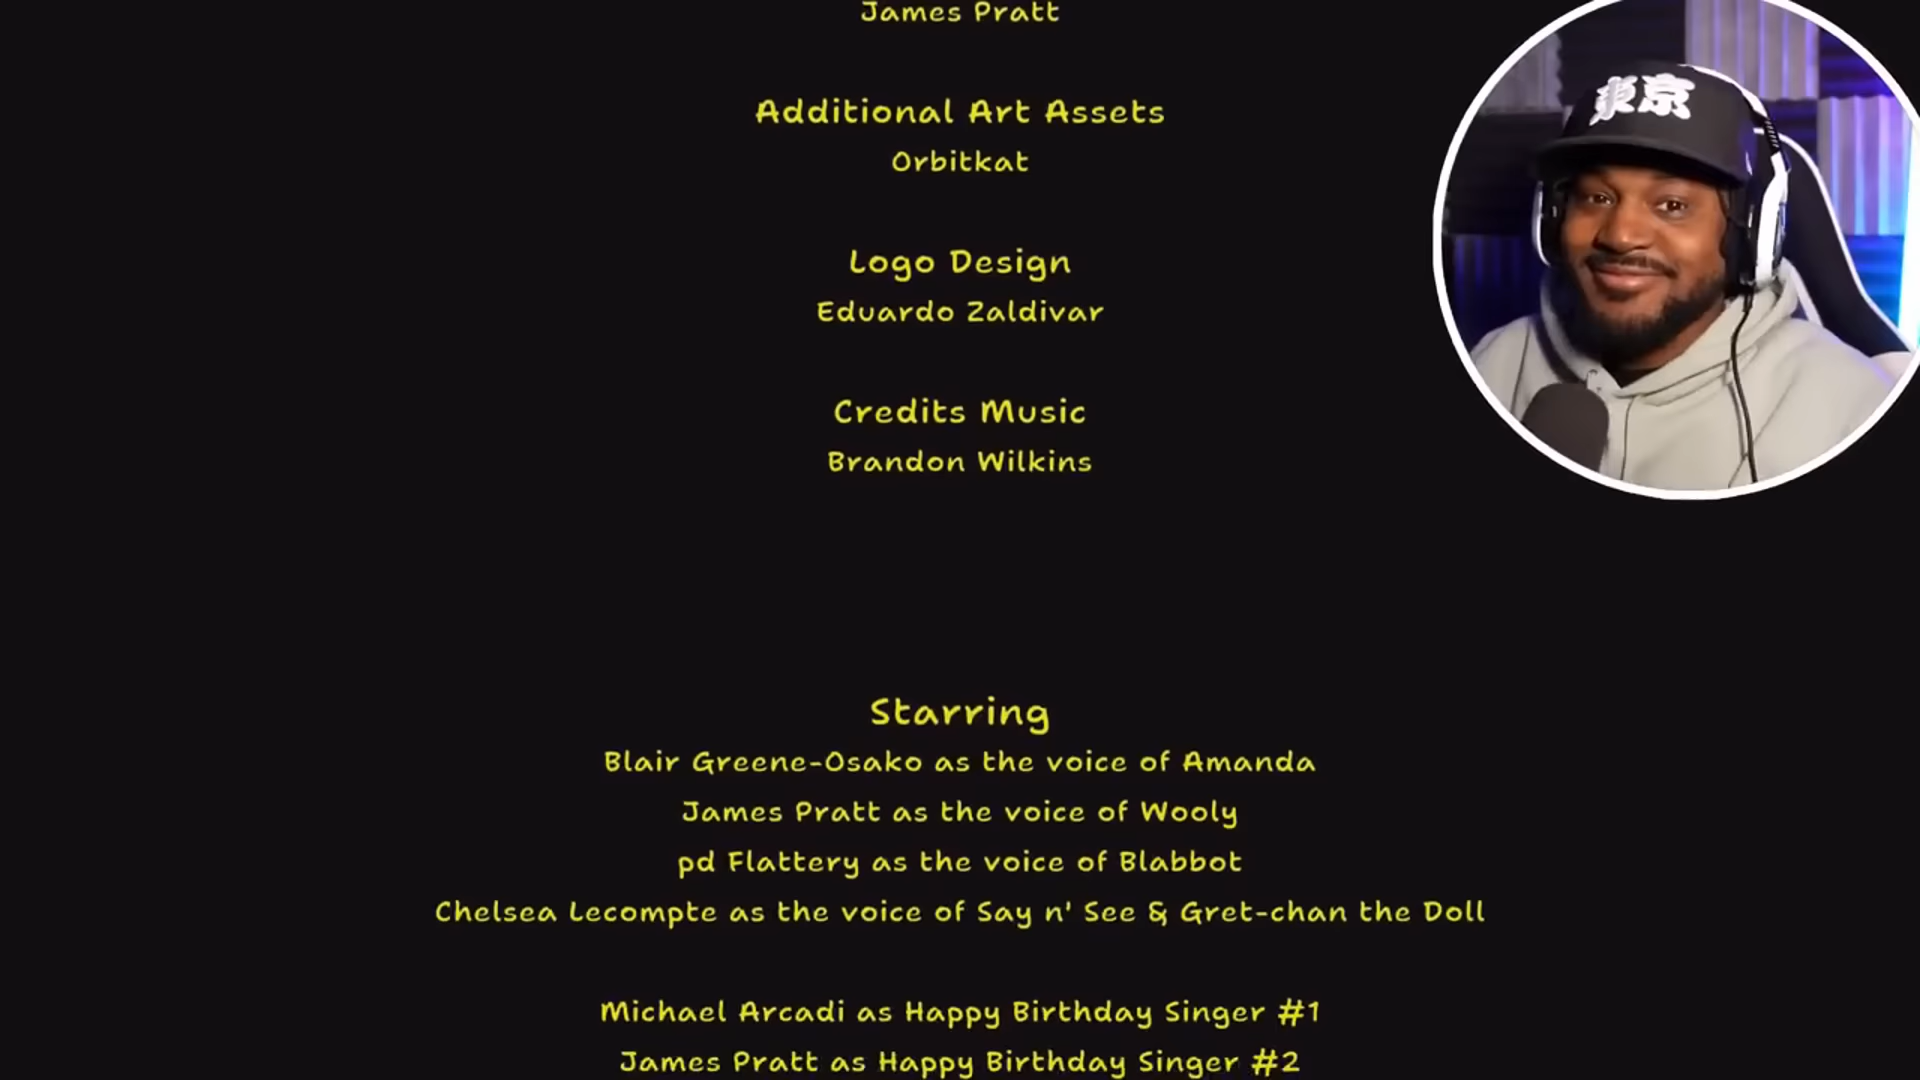 James Pratt
Additional Art Assets
Orbitkat
Logo Design
Eduardo Zaldivar
Credits Music
Brandon Wilkins
東京
Starring
Blair Greene-Osako as the voice of Amanda
James Pratt as the voice of Wooly
pd Flattery as the voice of Blabbot
Chelsea Lecompte as the voice of Say n' See & Gret-chan the Doll
Michael Arcadi as Happy Birthday Singer #1
James Pratt as Happy Birthday Singer #2